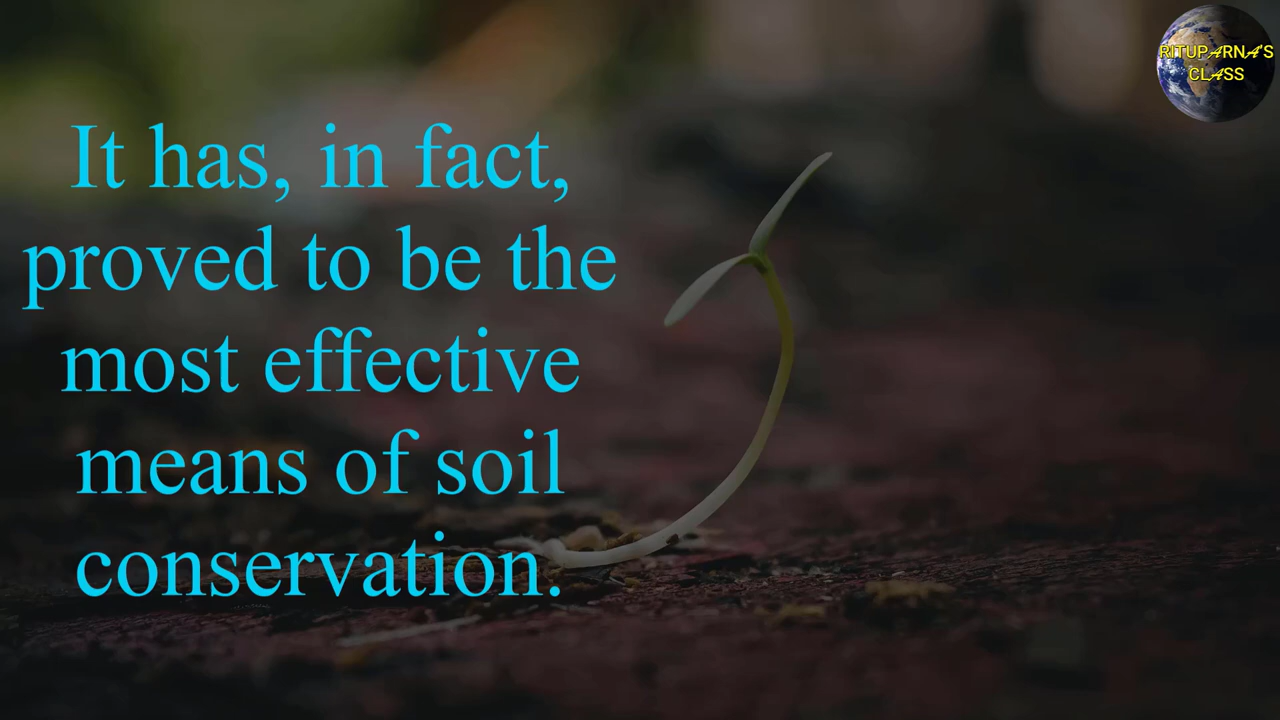 RITUPARNA'S
CLASS
It has, in fact,
proved to be the
most effective
means of soil
conservation.